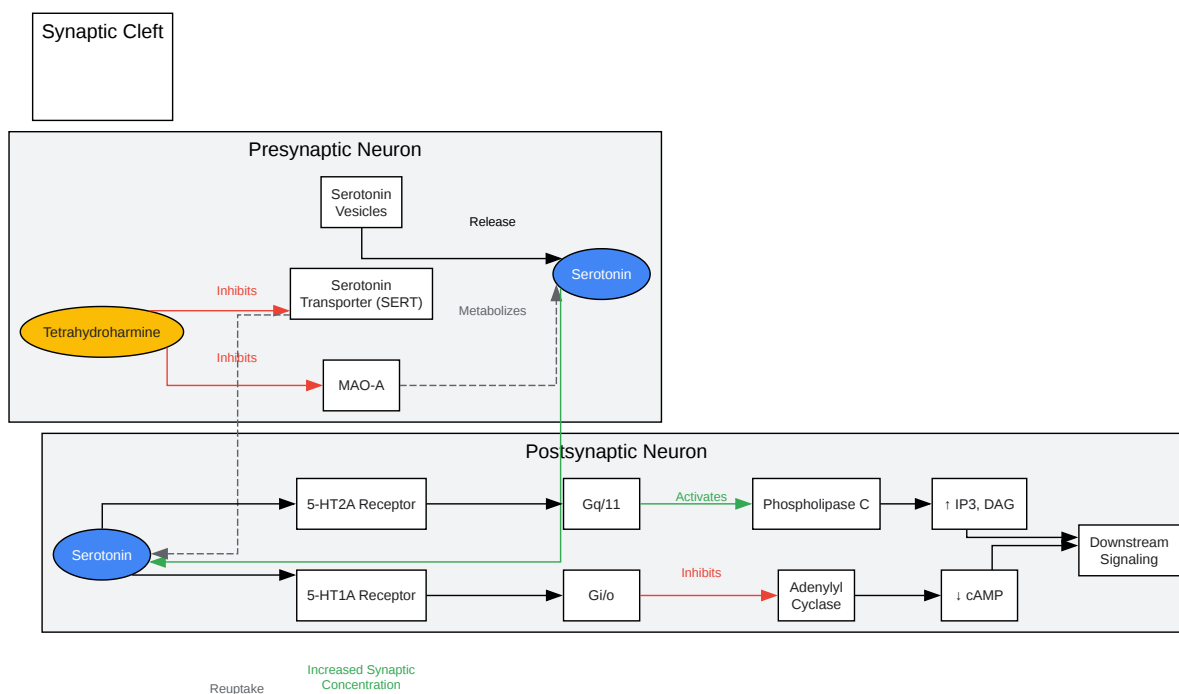 Synaptic Cleft
Presynaptic Neuron
Serotonin
Vesicles
Release
Serotonin
Serotonin
Transporter (SERT)
Inhibits
Metabolizes
Tetrahydroharmine
Inhibits
MAO-A
Postsynaptic Neuron
5-HT2A Receptor
Gq/11
Activates
Phospholipase C
↑ IP3, DAG
Downstream
Signaling
Serotonin
5-HT1A Receptor
Gi/o
Inhibits
Adenylyl
Cyclase
↓ cAMP
Increased Synaptic
Concentration
Reuptake